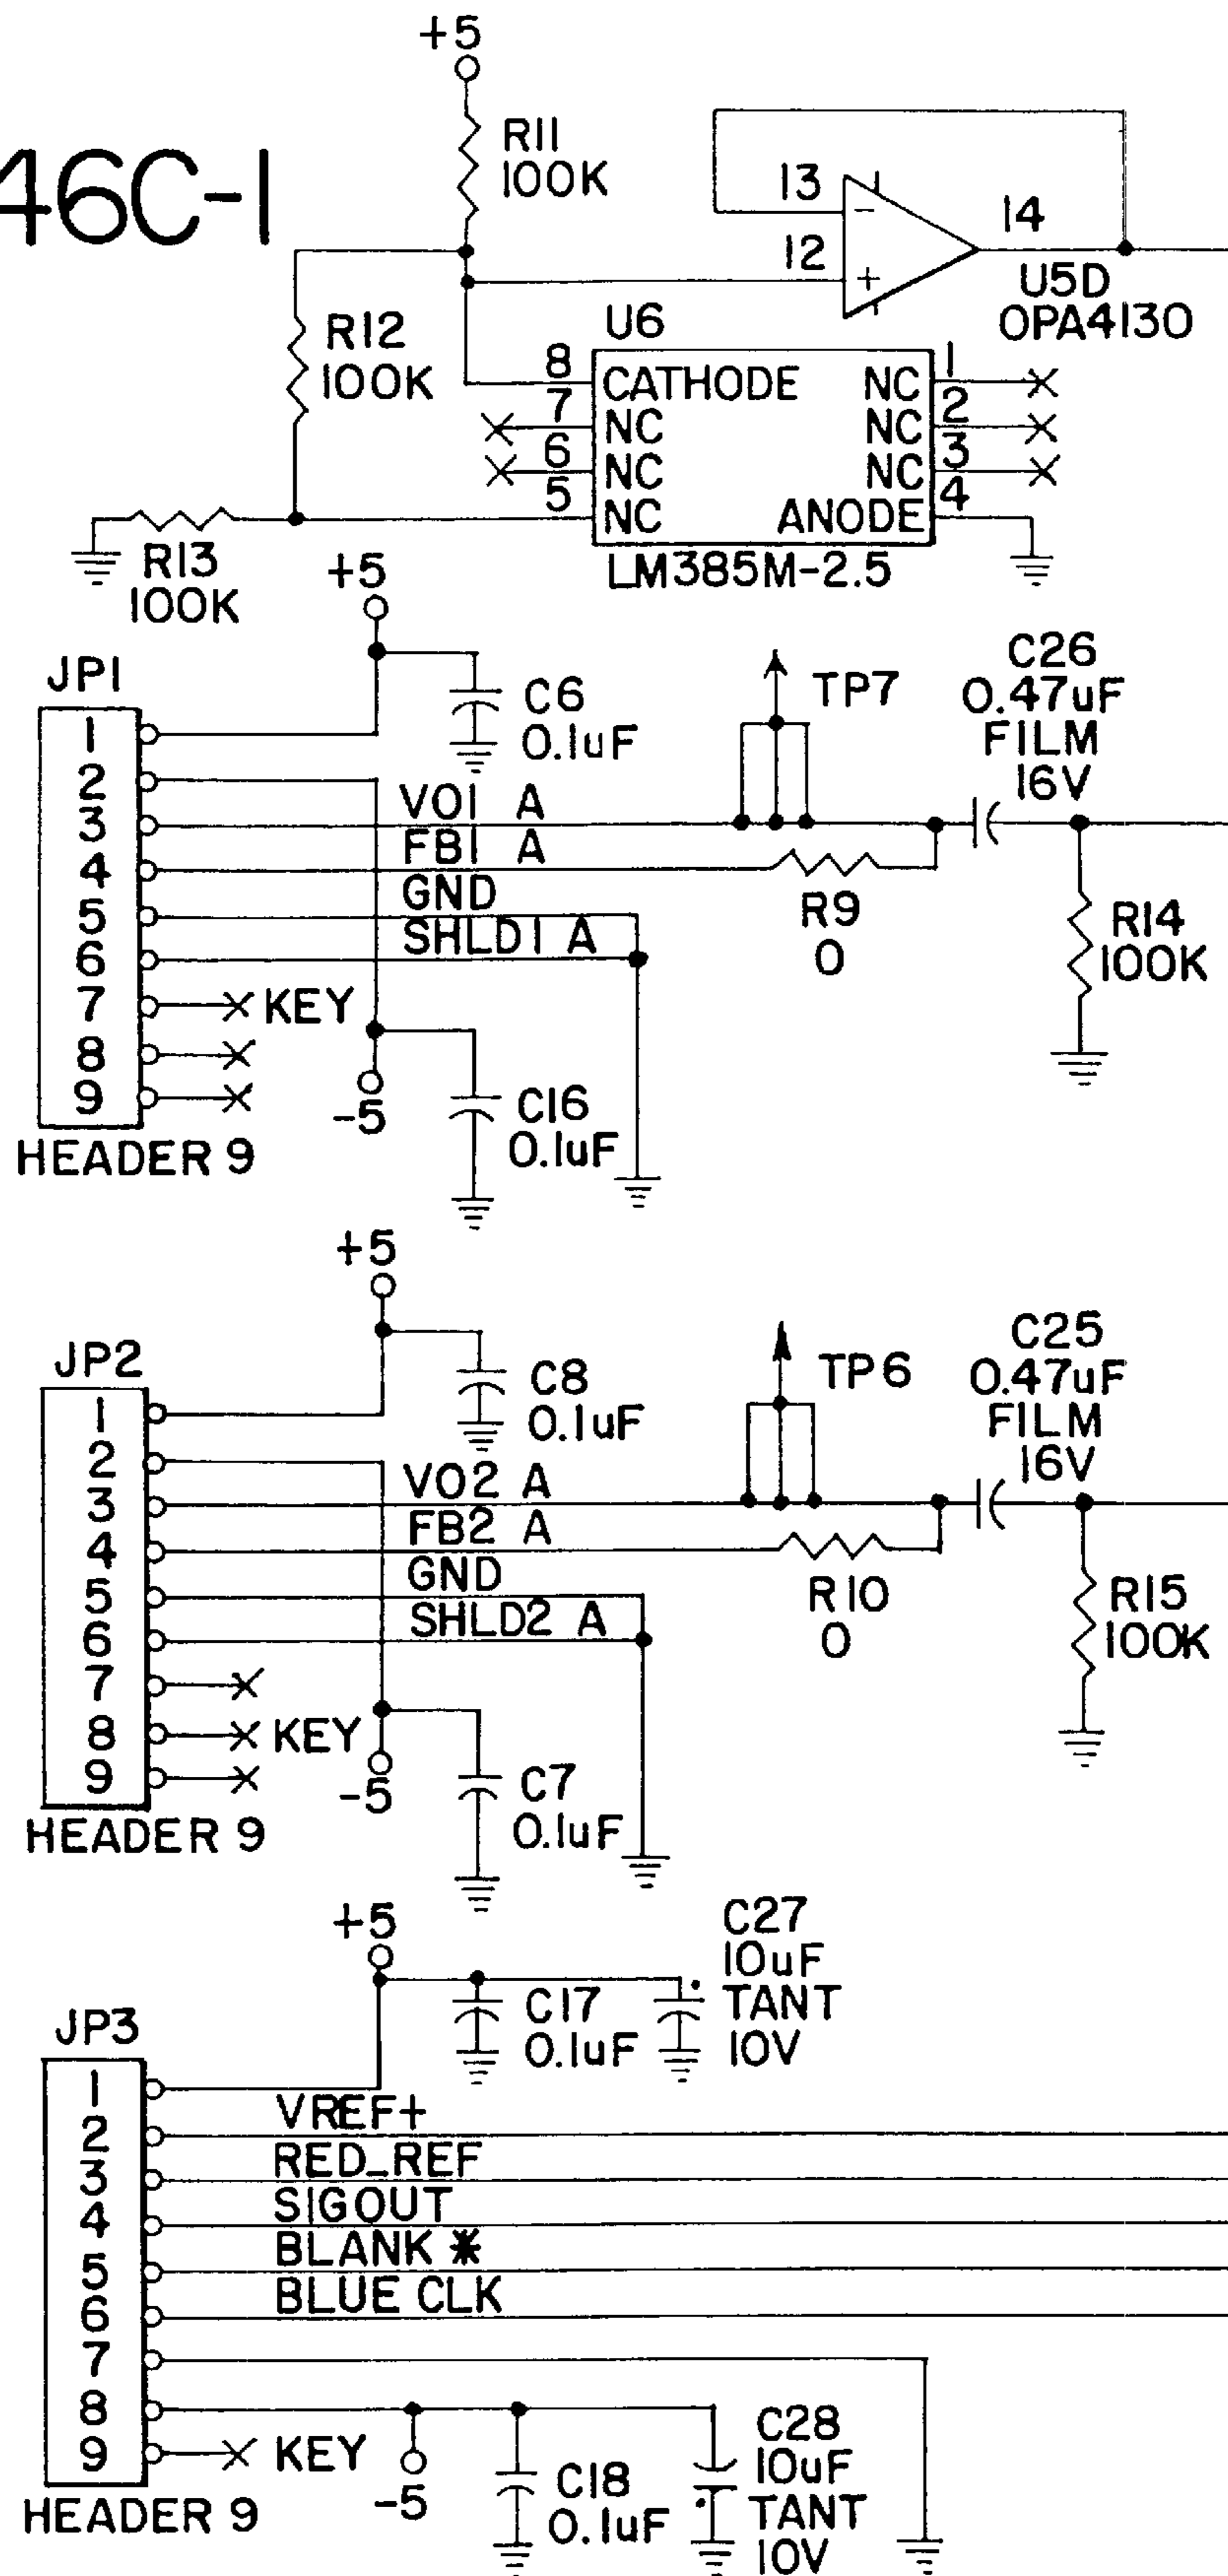 +5
46C-1
R11
100K
13
-
14
12
+
U5D
OPA4130
R12
100K
U6
8 CATHODE NC 1
7 NC NC 2
6 NC NC 3
5 NC ANODE 4
LM385M-2.5
R13
100K
+5
JP1
C6
0.1uF
TP7
C26
0.47uF
FILM
16V
1
2
3 VO1 A
4 FB1 A
5 GND
6 SHLD1 A
7 KEY
8
9
HEADER 9
R9
0
R14
100K
-5
C16
0.1uF
+5
JP2
C8
0.1uF
TP6
C25
0.47uF
FILM
16V
1
2
3 VO2 A
4 FB2 A
5 GND
6 SHLD2 A
7
8 KEY
9
HEADER 9
R10
0
R15
100K
-5
C7
0.1uF
+5
JP3
C17
0.1uF
C27
10uF
TANT
10V
1
2 VREF+
3 RED_REF
4 SIGOUT
5 BLANK *
6 BLUE CLK
7
8
9 KEY
HEADER 9
-5
C18
0.1uF
C28
10uF
TANT
10V